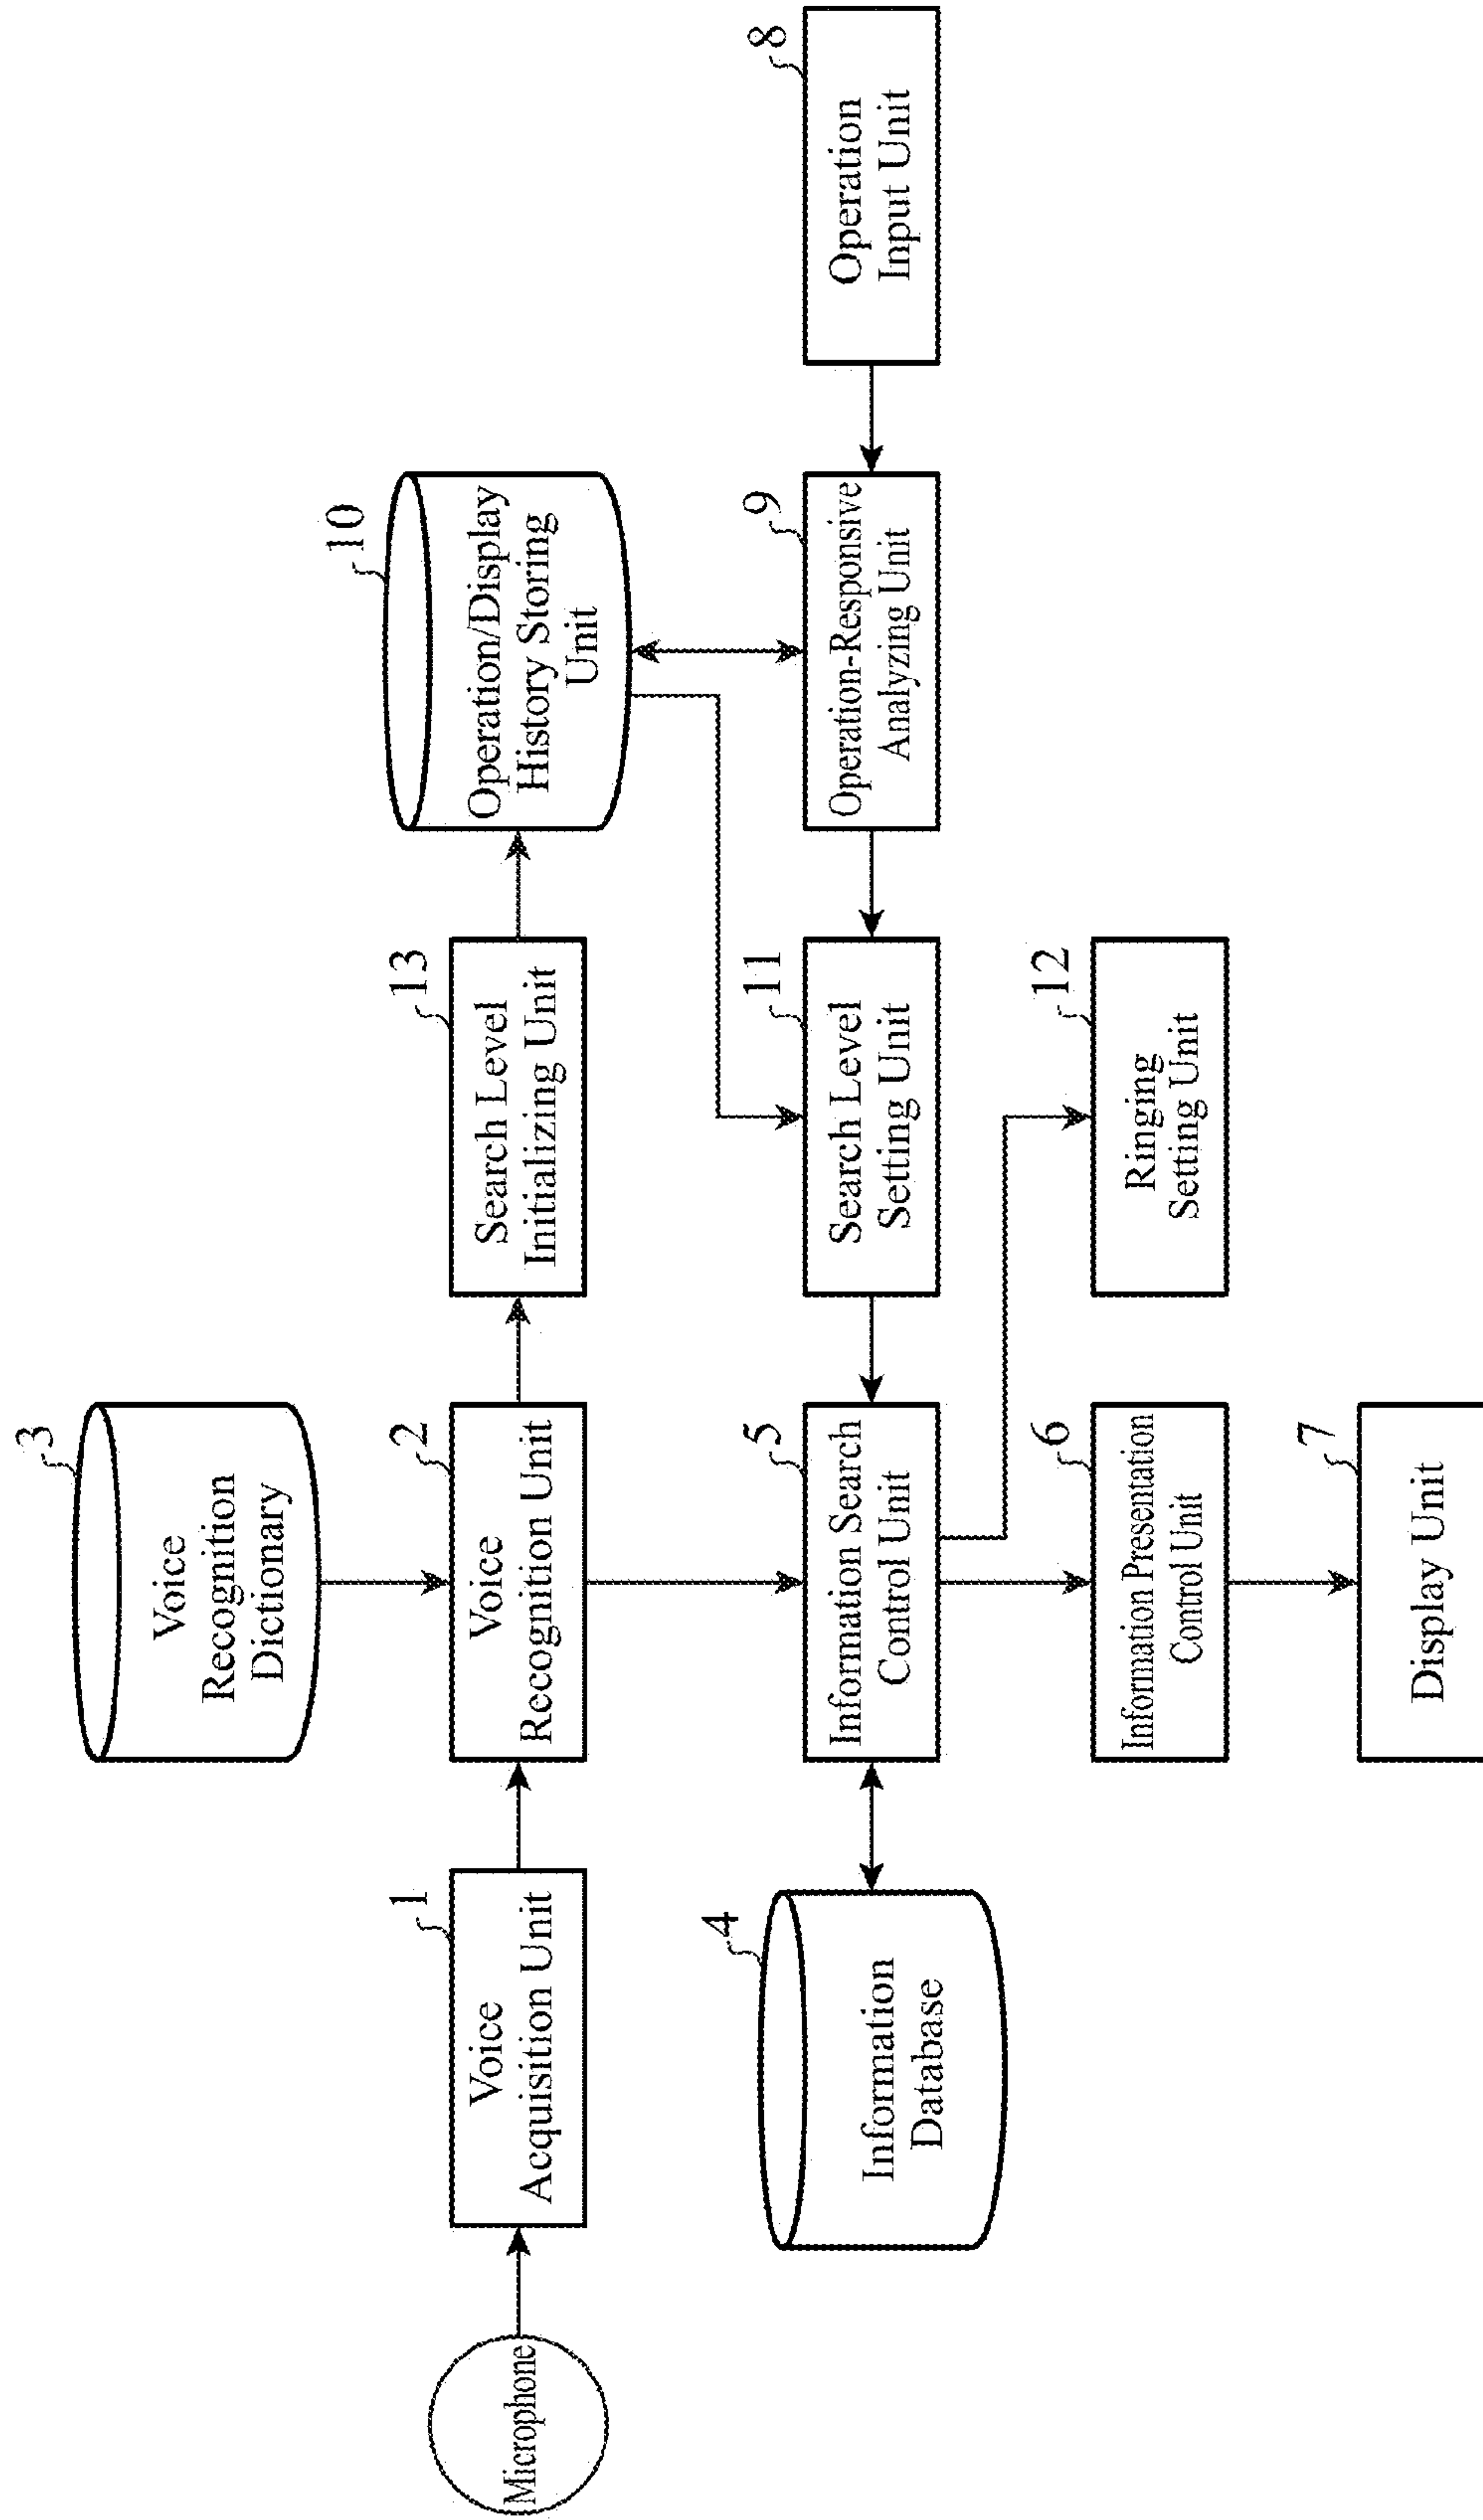 3
Voice
Recognition
Dictionary
10
Operation/Display
History Storing
Unit
Microphone
1
Voice
Acquisition Unit
2
Voice
Recognition Unit
13
Search Level
Initializing Unit
4
Information
Database
5
Information Search
Control Unit
11
Search Level
Setting Unit
9
Operation-Responsive
Analyzing Unit
8
Operation
Input Unit
6
Information Presentation
Control Unit
12
Ringing
Setting Unit
7
Display Unit